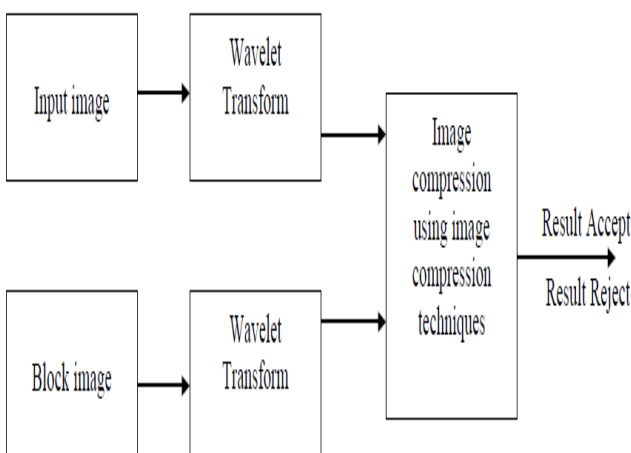 Input image
Wavelet
Transform
Image
compression
using image
compression
techniques
Result Accept
Result Reject
Block image
Wavelet
Transform